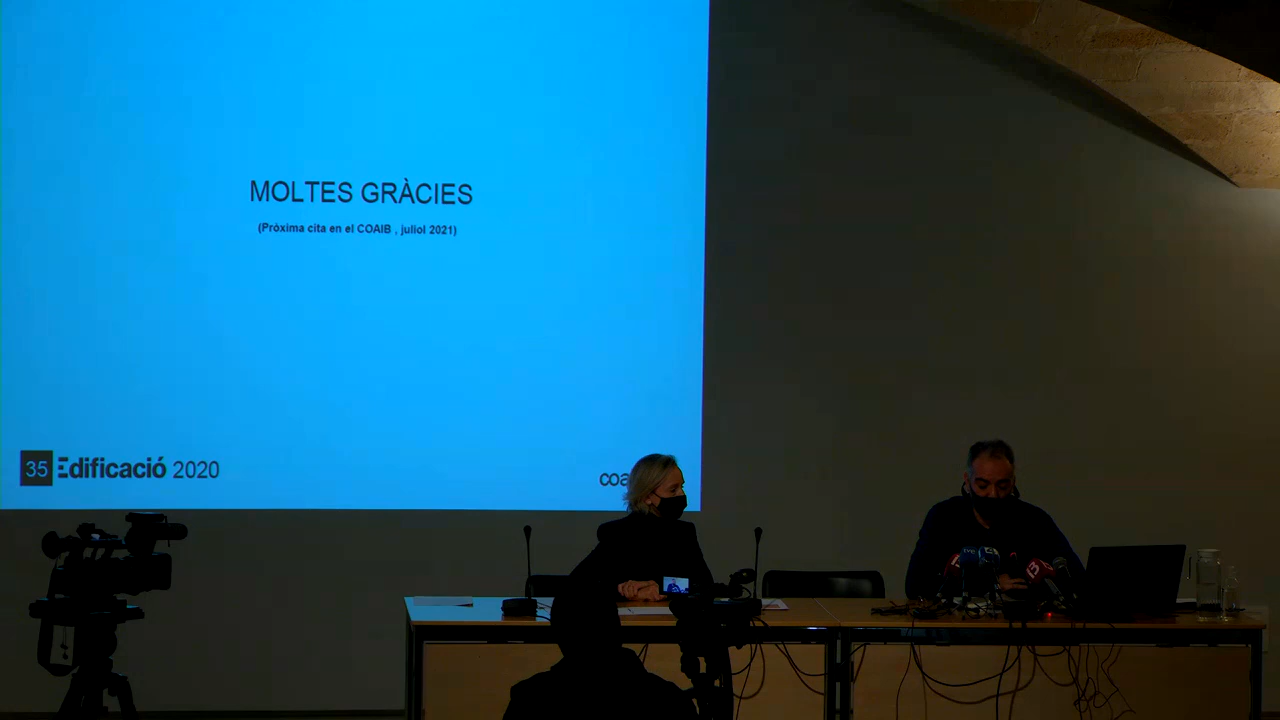 MOLTES GRÀCIES
(Pròxima cita en el COAIB , juliol 2021)
35 Edificació 2020
coa